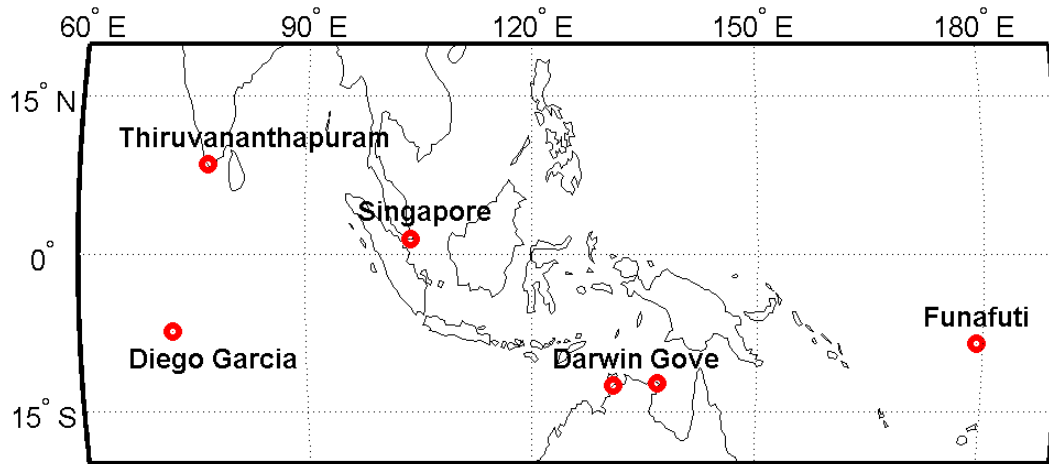 60° E 90° E 120° E 150° E 180° E
15° N
Thiruvananthapuram
Singapore
0°
Funafuti
Diego Garcia
Darwin Gove
15° S